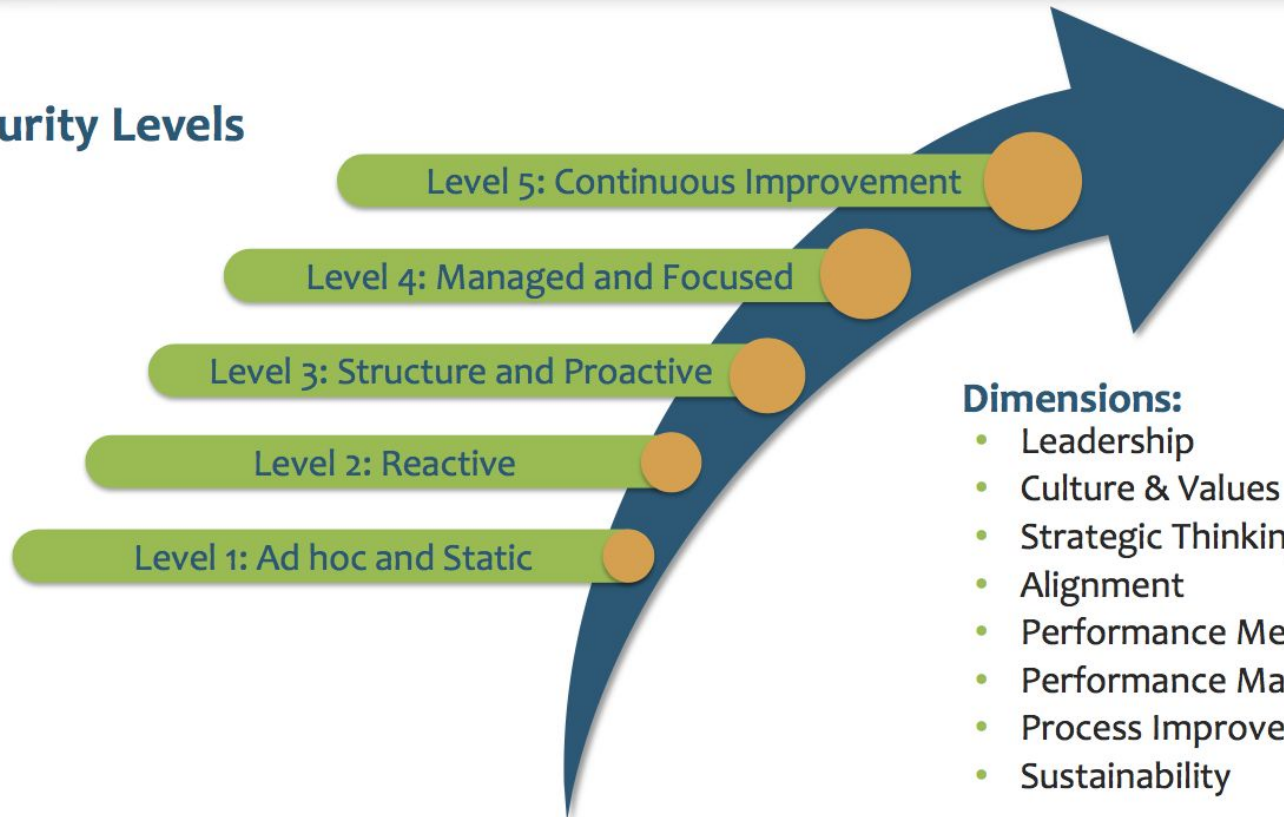 urity Levels
Level 5: Continuous Improvement
Level 4: Managed and Focused
Level 3: Structure and Proactive
Level 2: Reactive
Level 1: Ad hoc and Static
Dimensions:
• Leadership
• Culture & Values
• Strategic Thinkin
• Alignment
• Performance Me
• Performance Ma
• Process Improve
• Sustainability